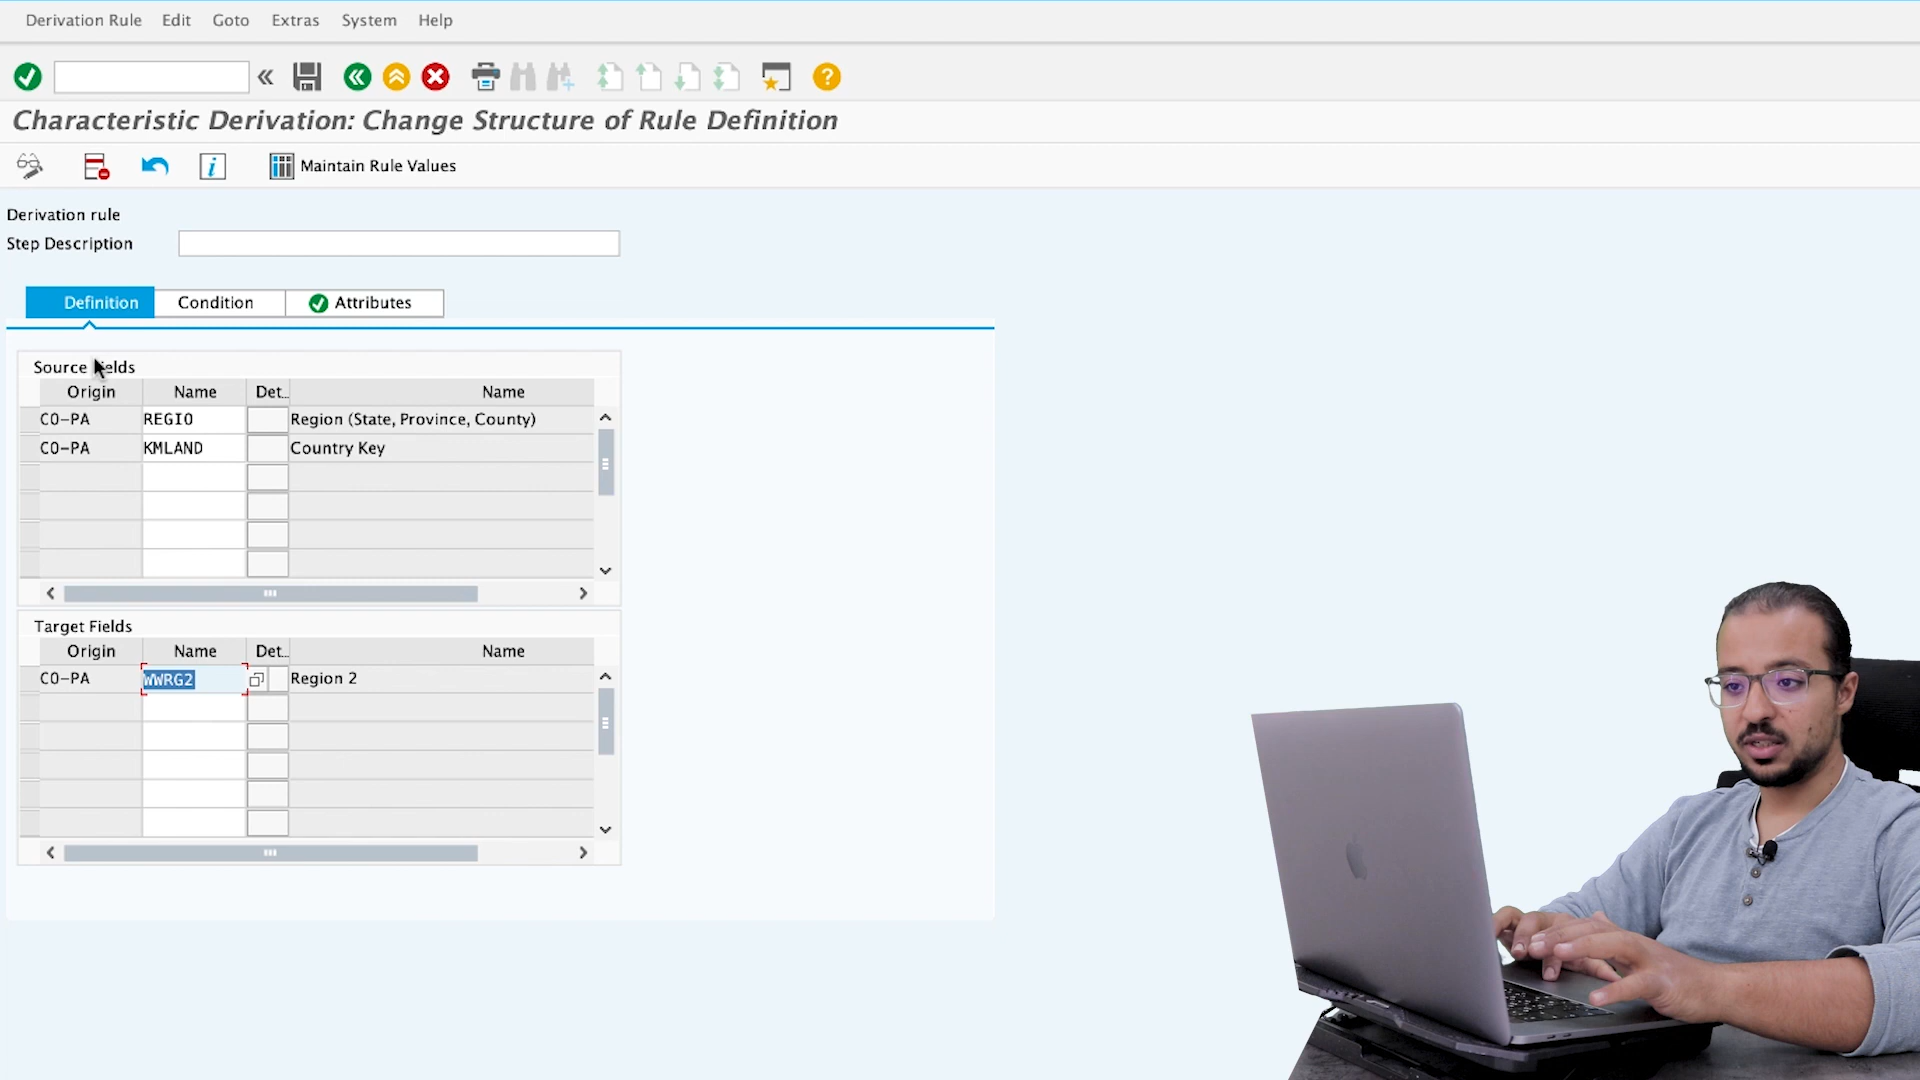 Derivation Rule Edit Goto Extras System Help
Characteristic Derivation: Change Structure of Rule Definition
Maintain Rule Values
Derivation rule
Step Description
Definition Condition Attributes
Source Fields
Origin Name Det.. Name
CO-PA REGIO Region (State, Province, County)
CO-PA KMLAND Country Key
Target Fields
Origin Name Det.. Name
CO-PA WWRG2 Region 2